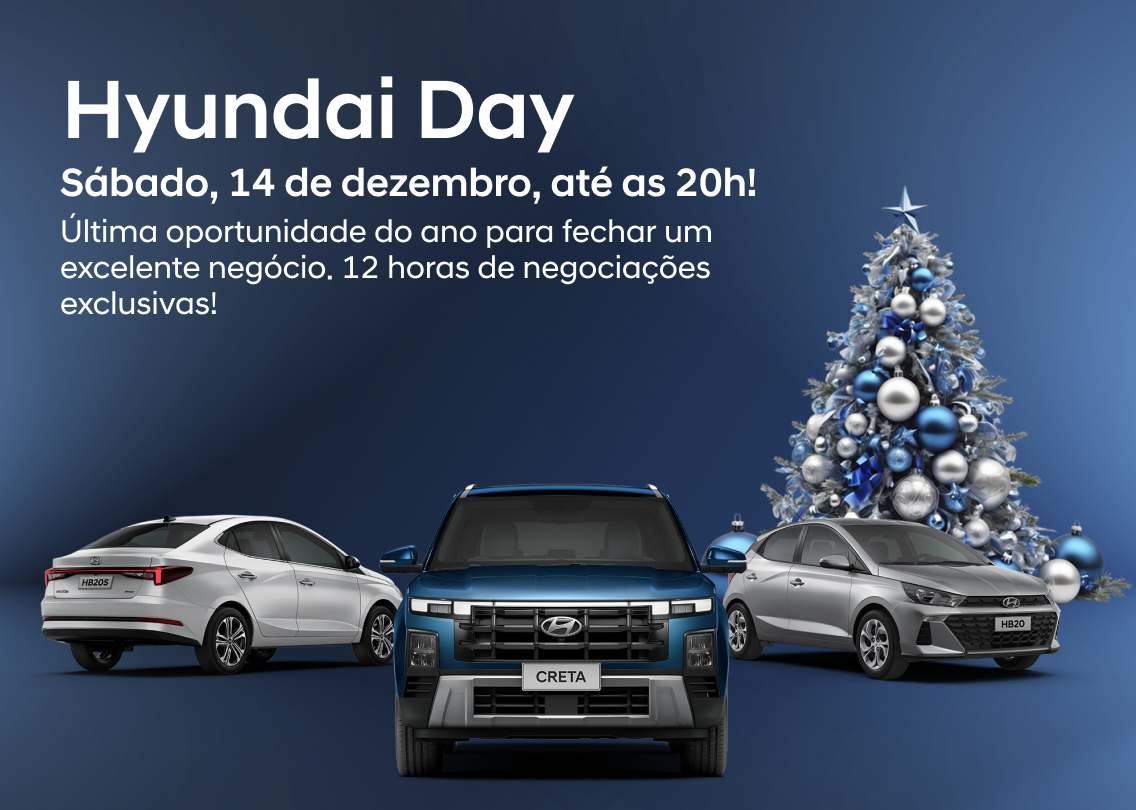 Hyundai Day
Sábado, 14 de dezembro, até as 20h!
Última oportunidade do ano para fechar um
excelente negócio. 12 horas de negociações
exclusivas!
HB20S
CRETA
HB20